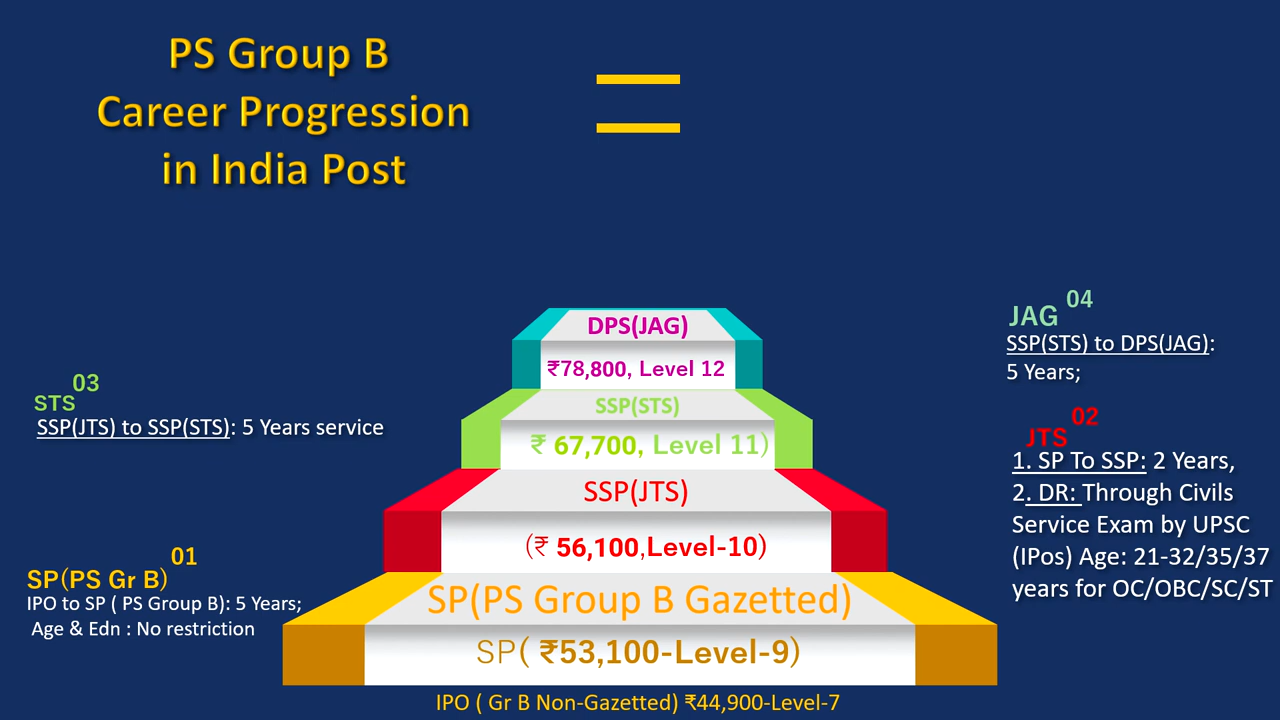 PS Group B
Career Progression
in India Post
DPS(JAG)
₹78,800, Level 12
SSP(STS)
₹ 67,700, Level 11)
SSP(JTS)
(₹ 56,100,Level-10)
SP(PS Group B Gazetted)
SP( ₹53,100-Level-9)
IPO ( Gr B Non-Gazetted) ₹44,900-Level-7
01
SP(PS Gr B)
IPO to SP ( PS Group B): 5 Years;
Age & Edn : No restriction
02
JTS
1. SP To SSP: 2 Years,
2. DR: Through Civils
Service Exam by UPSC
(IPos) Age: 21-32/35/37
years for OC/OBC/SC/ST
03
STS
SSP(JTS) to SSP(STS): 5 Years service
04
JAG
SSP(STS) to DPS(JAG):
5 Years;